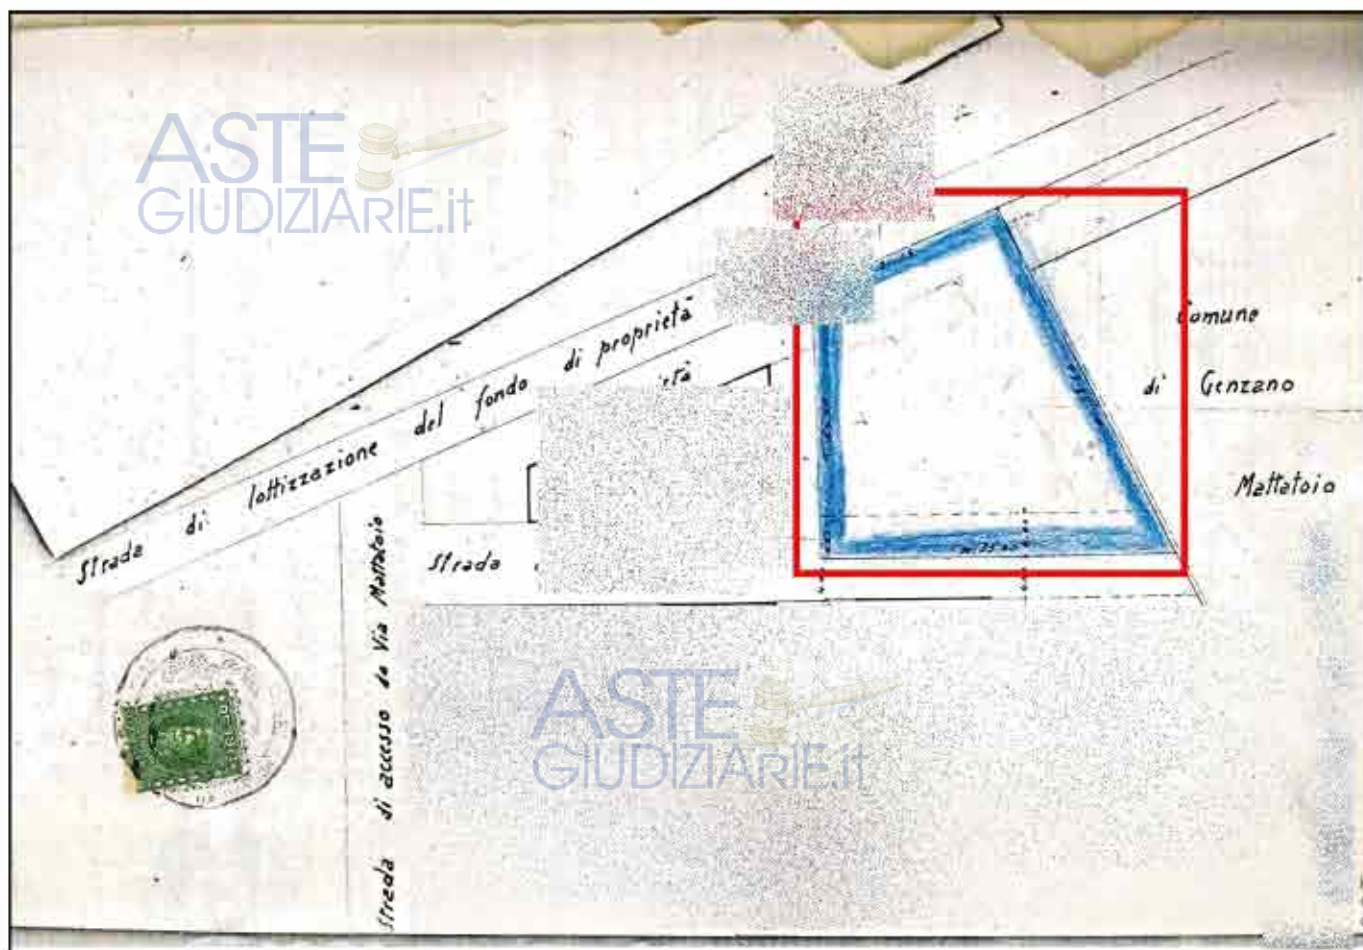 ASTE
GIUDIZIARIE.it
Strada di lottizzazione del fondo di proprietà
Comune
di Genzano
Mattatoio
Strada
Strada di accesso da Via Mattatoio
ASTE
GIUDIZIARIE.it